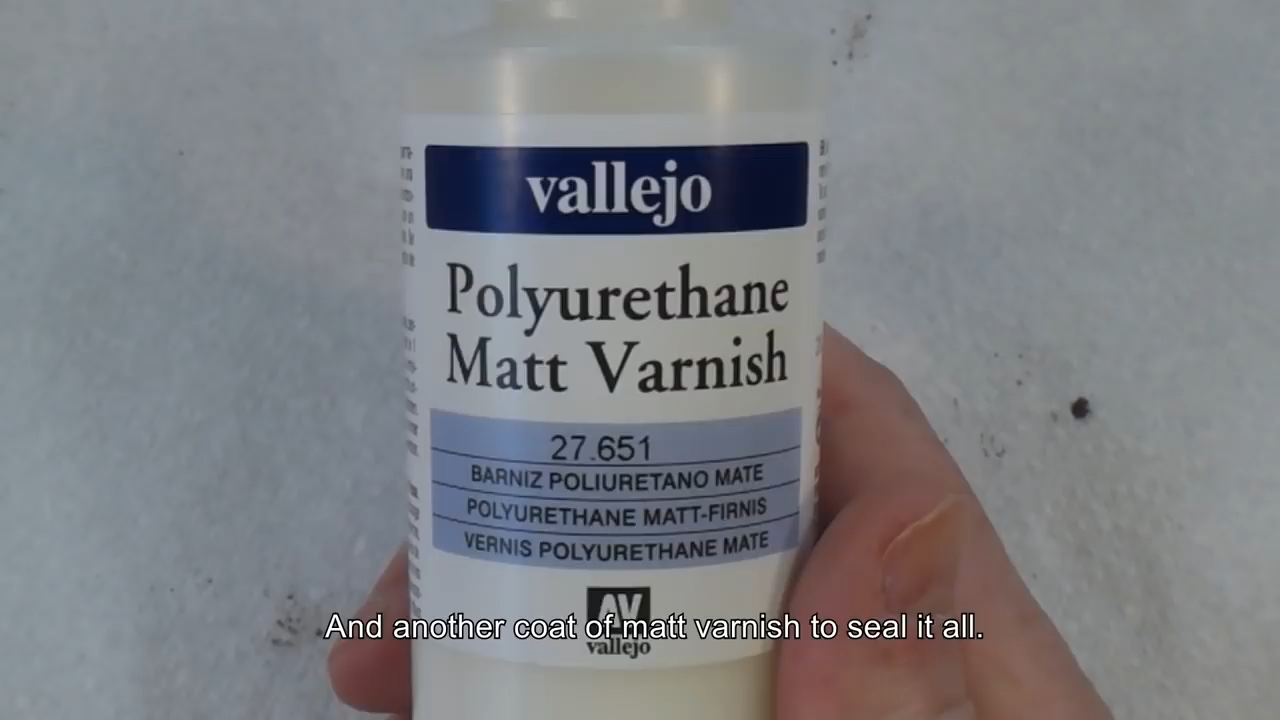 vallejo
Polyurethane
Matt Varnish
27.651
BARNIZ POLIURETANO MATE
POLYURETHANE MATT-FIRNIS
VERNIS POLYURETHANE MATE
AV
And another coat of matt varnish to seal it all.
vallejo